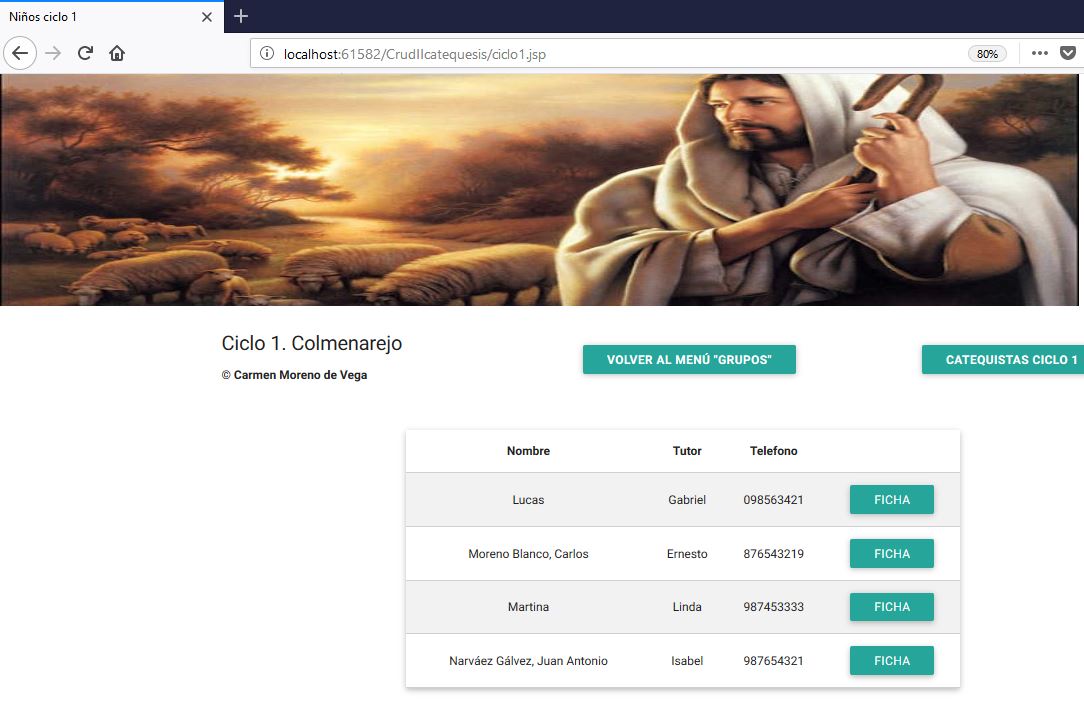 Niños ciclo 1
localhost:61582/CrudIIcatequesis/ciclo1.jsp
80%
Ciclo 1. Colmenarejo
VOLVER AL MENÚ "GRUPOS"
CATEQUISTAS CICLO 1
© Carmen Moreno de Vega
Nombre Tutor Telefono
Lucas Gabriel 098563421 FICHA
Moreno Blanco, Carlos Ernesto 876543219 FICHA
Martina Linda 987453333 FICHA
Narváez Gálvez, Juan Antonio Isabel 987654321 FICHA